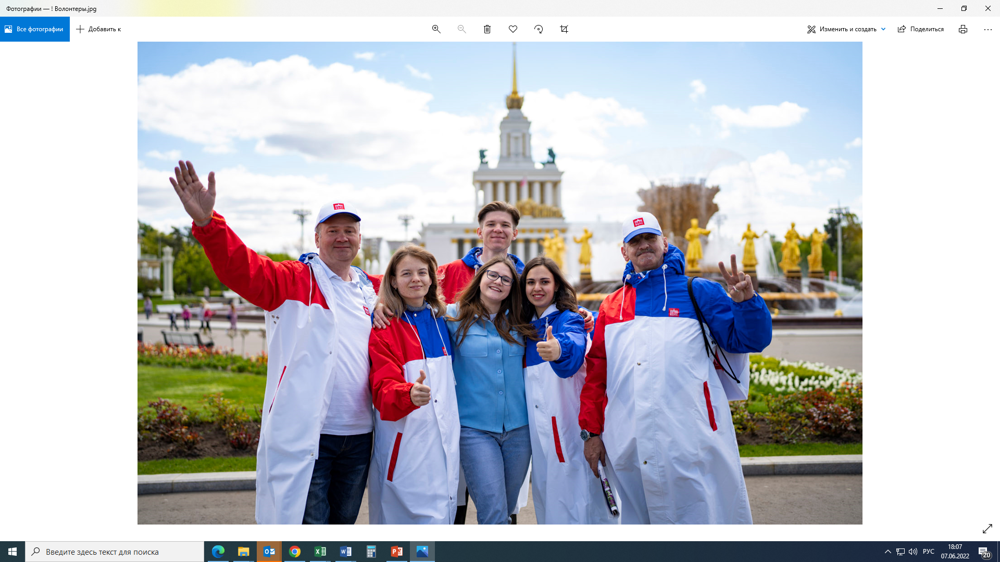 Фотографии — ! Волонтеры.jpg
Все фотографии
Добавить к
Изменить и создать
Поделиться
Введите здесь текст для поиска
РУС
18:07
07.06.2022
20